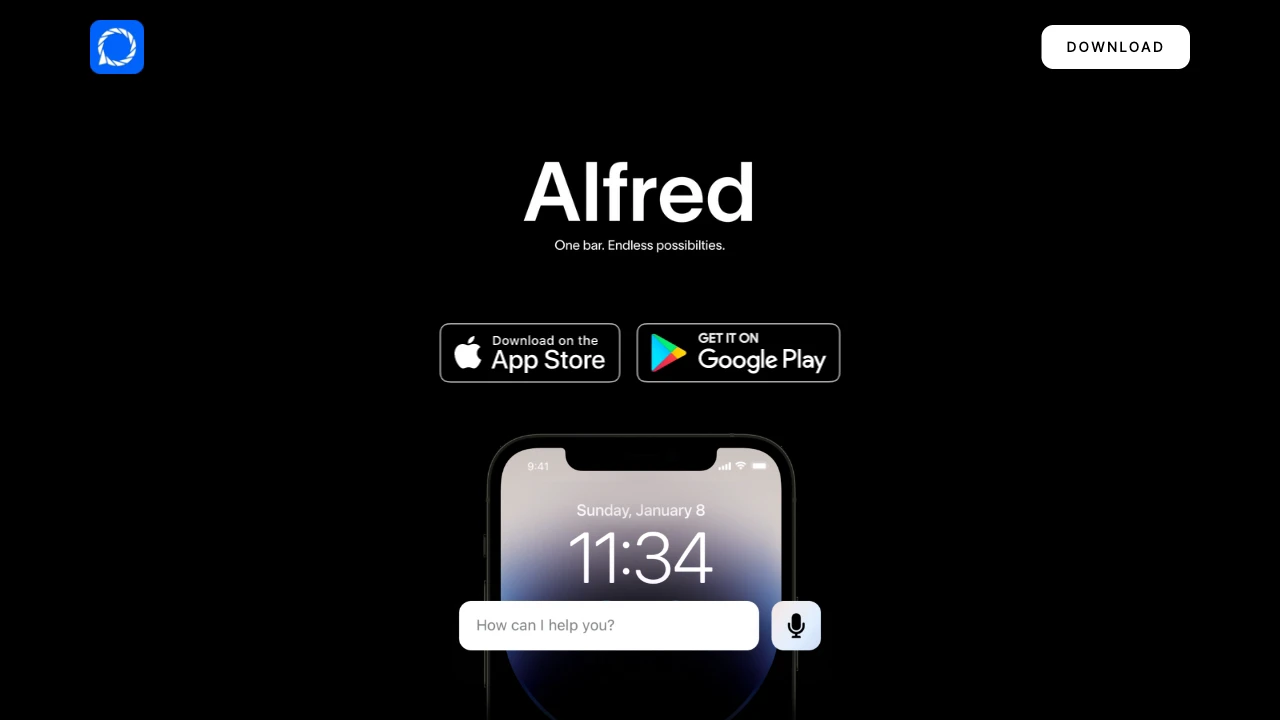 DOWNLOAD
Alfred
One bar. Endless possibilties.
Download on the
App Store
GET IT ON
Google Play
9:41
Sunday, January 8
11:34
How can I help you?